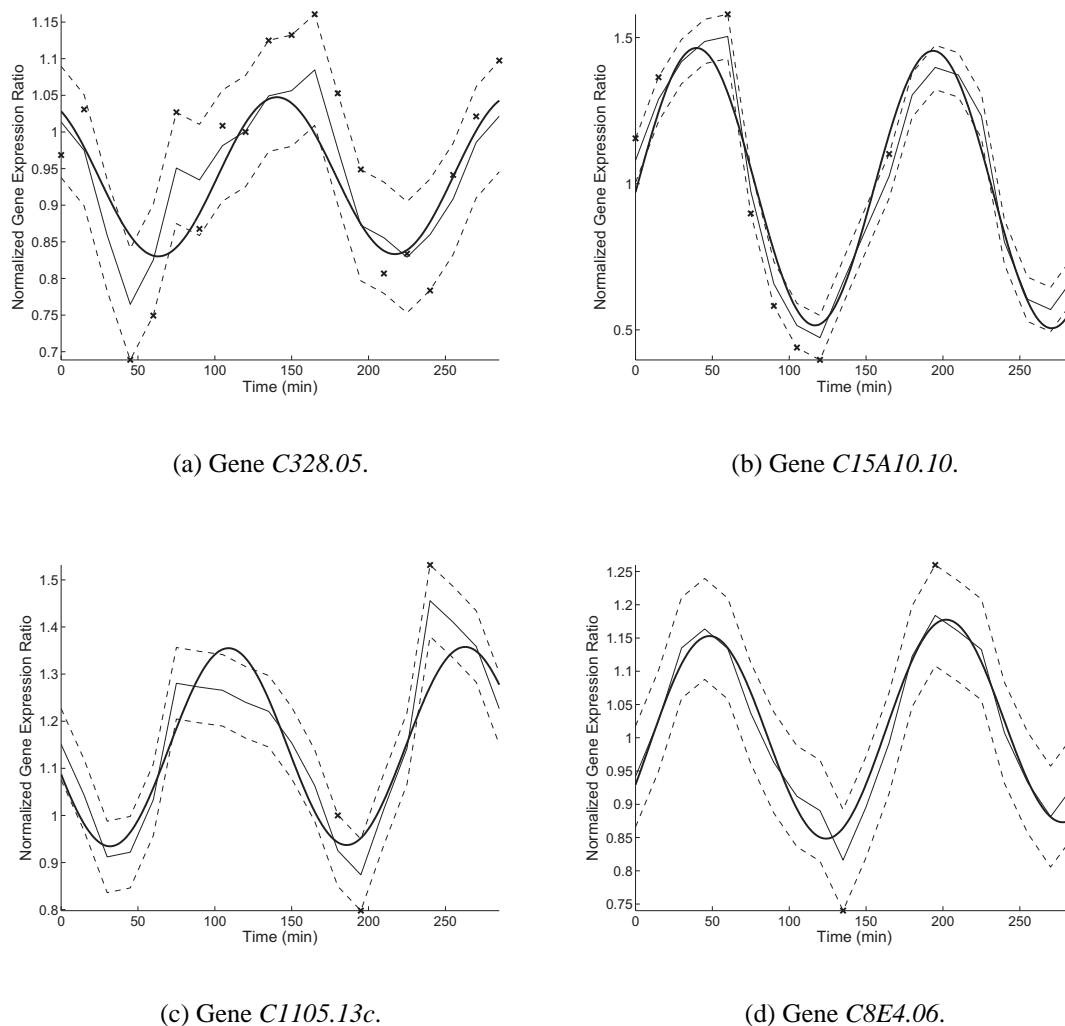 1.15
1.1
1.05
1
0.95
0.9
0.85
0.8
0.75
0.7
Normalized Gene Expression Ratio
0 50 100 150 200 250
Time (min)
(a) Gene C328.05.
1.5
1
0.5
Normalized Gene Expression Ratio
0 50 100 150 200 250
Time (min)
(b) Gene C15A10.10.
1.5
1.4
1.3
1.2
1.1
1
0.9
0.8
Normalized Gene Expression Ratio
0 50 100 150 200 250
Time (min)
(c) Gene C1105.13c.
1.25
1.2
1.15
1.1
1.05
1
0.95
0.9
0.85
0.8
0.75
Normalized Gene Expression Ratio
0 50 100 150 200 250
Time (min)
(d) Gene C8E4.06.